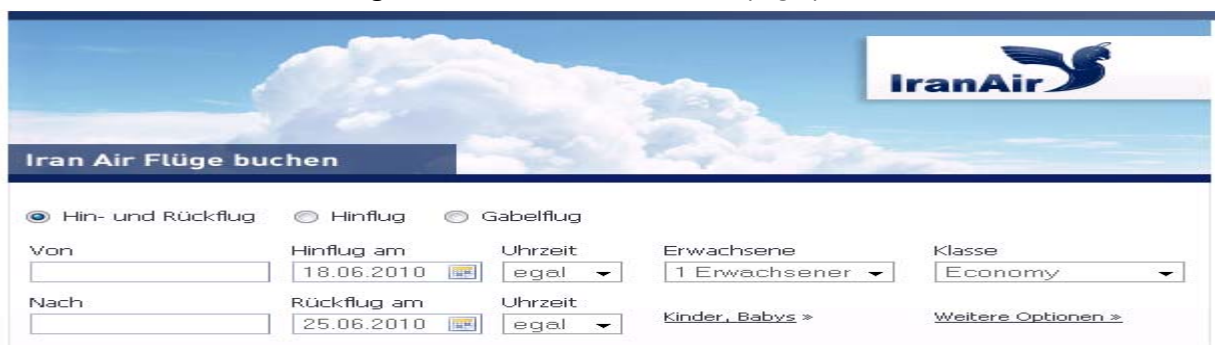 IranAir
Iran Air Flüge buchen
Hin- und Rückflug Hinflug Gabelflug
Von Hinflug am Uhrzeit Erwachsene Klasse
18.06.2010 egal 1 Erwachsener Economy
Nach Rückflug am Uhrzeit
25.06.2010 egal Kinder, Babys » Weitere Optionen »